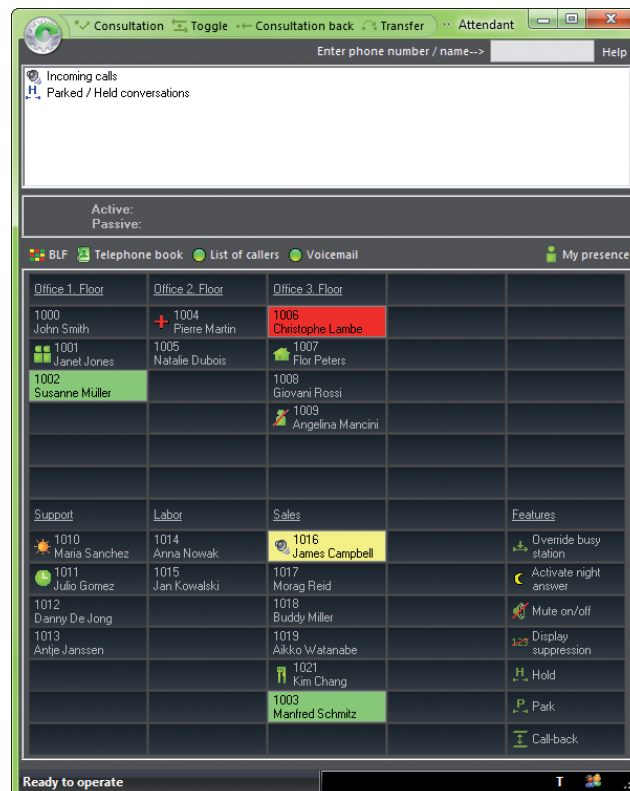 Consultation Toggle Consultation back Transfer Attendant
Enter phone number / name--> Help
Incoming calls
H Parked / Held conversations
Active:
Passive:
BLF Telephone book List of callers Voicemail My presence
Office 1. Floor Office 2. Floor Office 3. Floor
1000 1004 1006
John Smith Pierre Martin Christophe Lambe
1001 1005 1007
Janet Jones Natalie Dubois Flor Peters
1002 1008
Susanne Müller Giovani Rossi
1009
Angelina Mancini
Support Labor Sales Features
1010 1014 1016 Override busy
Maria Sanchez Anna Nowak James Campbell station
1011 1015 1017 Activate night
Julio Gomez Jan Kowalski Morag Reid answer
1012 1018 Mute on/off
Danny De Jong Buddy Miller
1013 1019 123 Display
Antje Janssen Aikko Watanabe suppression
1021 H Hold
Kim Chang
1003 P Park
Manfred Schmitz
Call-back
Ready to operate T